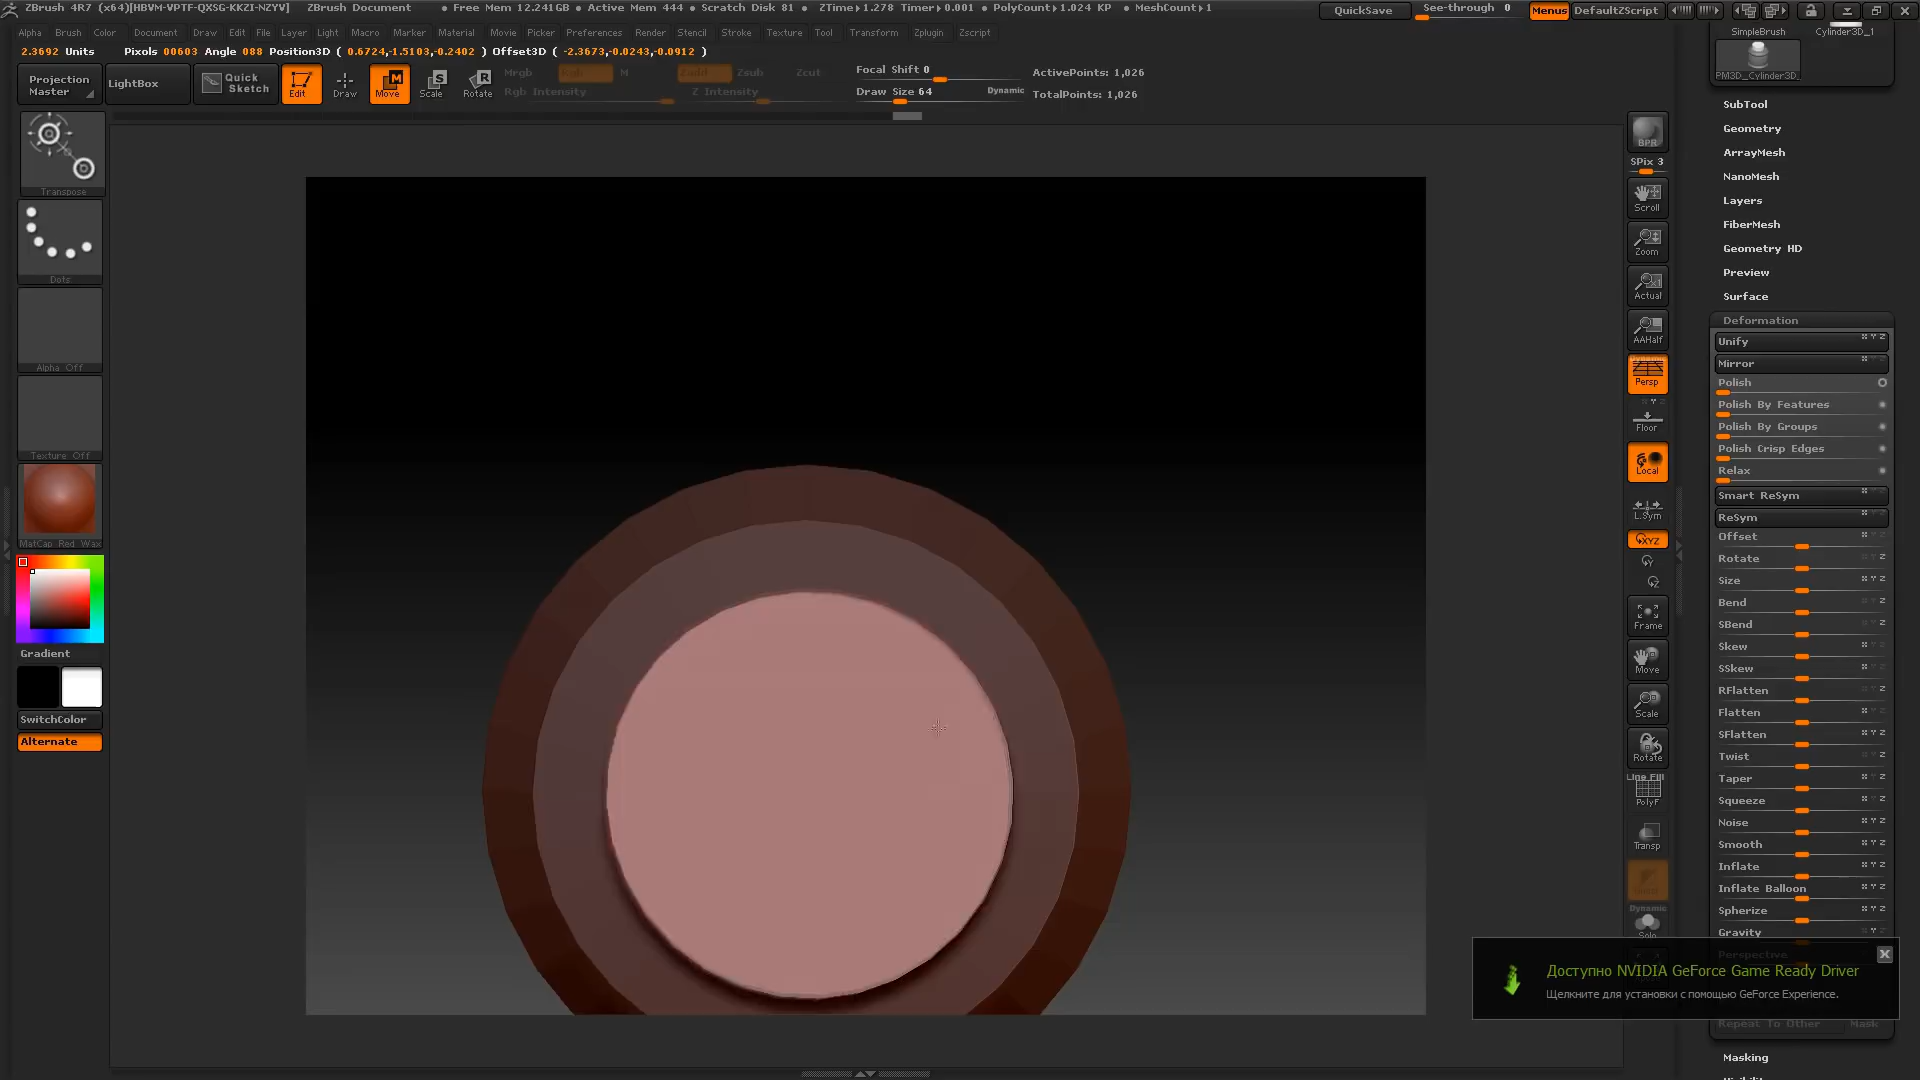 ZBrush 4R7 (x64)[HBVM-VPTF-QXSG-KKZI-NZYV] ZBrush Document • Free Mem 12.241GB • Active Mem 444 • Scratch Disk 81 • ZTime▸1.278 Timer▸0.001 • PolyCount▸1.024 KP • MeshCount▸1 QuickSave See-through 0 Menus DefaultZScript
Alpha Brush Color Document Draw Edit File Layer Light Macro Marker Material Movie Picker Preferences Render Stencil Stroke Texture Tool Transform Zplugin Zscript
2.3692 Units Pixols 00603 Angle 088 Position3D ( 0.6724,-1.5103,-0.2402 ) Offset3D ( -2.3673,-0.0243,-0.0912 )
Projection Master
LightBox
Quick Sketch
Edit
Draw
Move
Scale
Rotate
Mrgb Rgb M
Rgb Intensity
Zadd Zsub Zcut
Z Intensity
Focal Shift 0
Draw Size 64 Dynamic
ActivePoints: 1,026
TotalPoints: 1,026
Transpose
Dots
Alpha Off
Texture Off
MatCap Red Wax
Gradient
SwitchColor
Alternate
BPR
SPix 3
Scroll
Zoom
Actual
AAHalf
Persp
Floor
Local
L.Sym
XYZ
Frame
Move
Scale
Rotate
Line Fill
PolyF
Transp
Dynamic
Solo
SimpleBrush Cylinder3D_1
PM3D_Cylinder3D_
SubTool
Geometry
ArrayMesh
NanoMesh
Layers
FiberMesh
Geometry HD
Preview
Surface
Deformation
Unify
Mirror
Polish
Polish By Features
Polish By Groups
Polish Crisp Edges
Relax
Smart ReSym
ReSym
Offset
Rotate
Size
Bend
SBend
Skew
SSkew
RFlatten
Flatten
SFlatten
Twist
Taper
Squeeze
Noise
Smooth
Inflate
Inflate Balloon
Spherize
Gravity
Perspective
Доступно NVIDIA GeForce Game Ready Driver
Щелкните для установки с помощью GeForce Experience.
Repeat To Other Mask
Masking